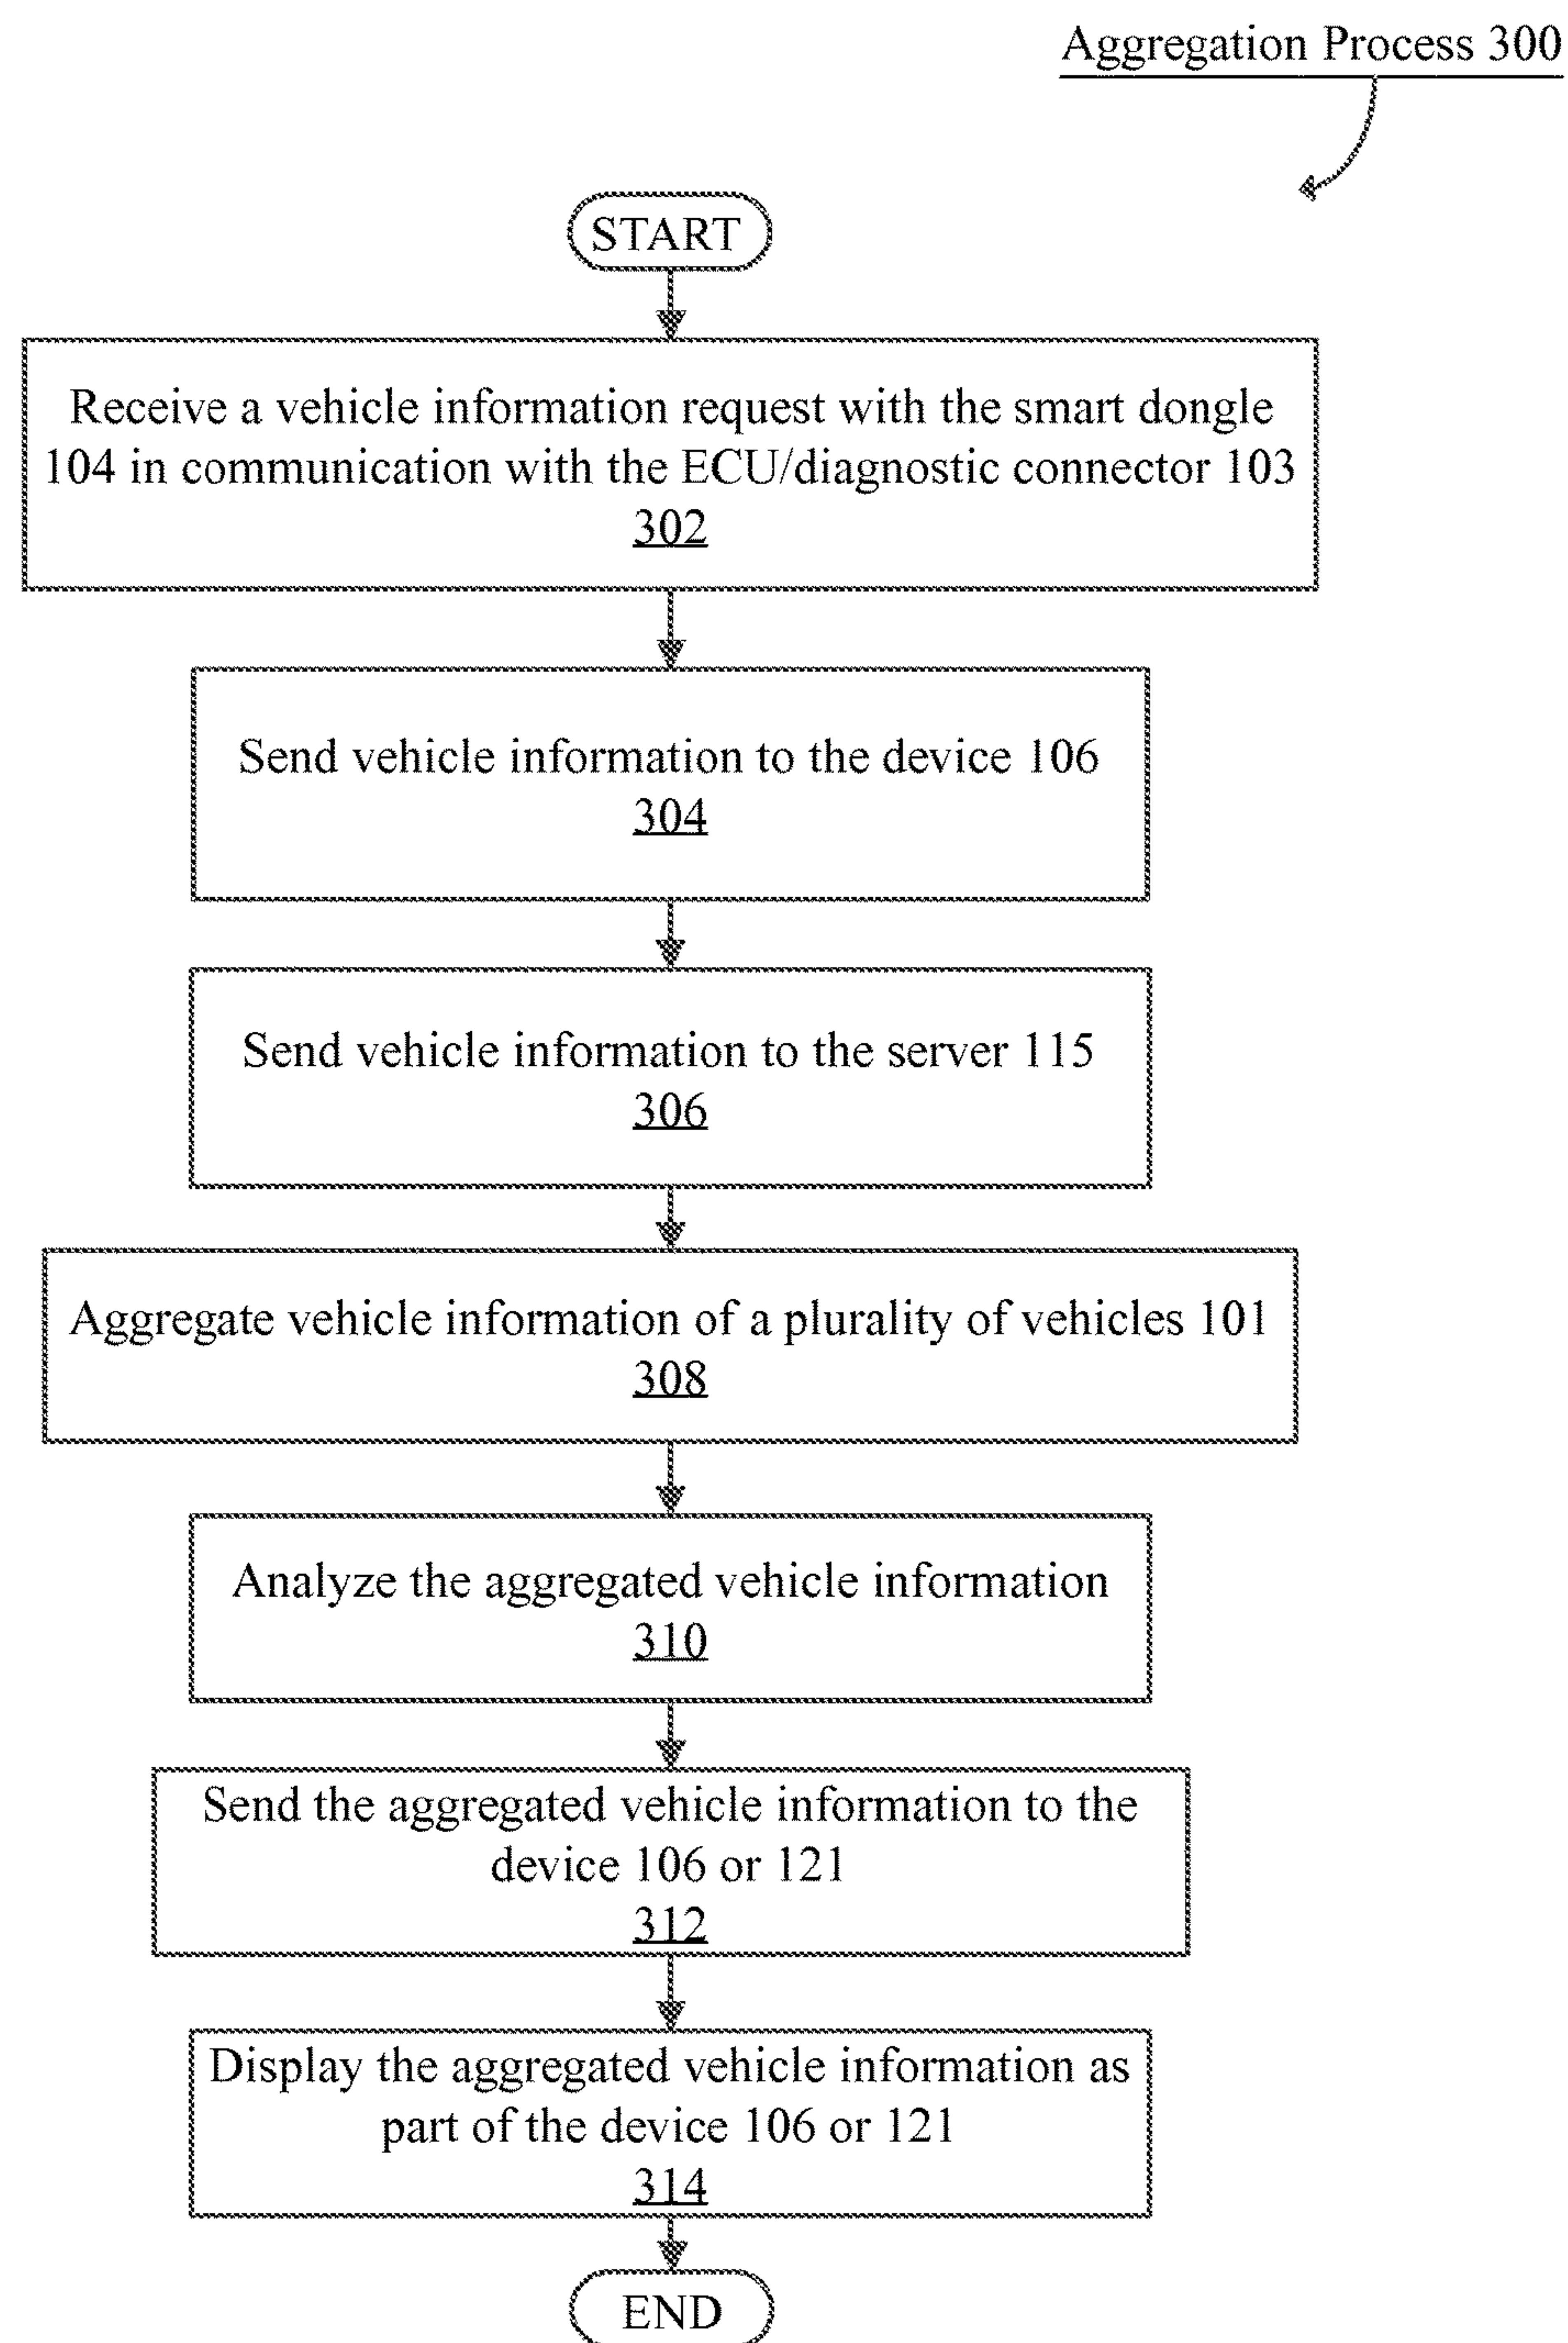 Aggregation Process 300
START
Receive a vehicle information request with the smart dongle
104 in communication with the ECU/diagnostic connector 103
302
Send vehicle information to the device 106
304
Send vehicle information to the server 115
306
Aggregate vehicle information of a plurality of vehicles 101
308
Analyze the aggregated vehicle information
310
Send the aggregated vehicle information to the
device 106 or 121
312
Display the aggregated vehicle information as
part of the device 106 or 121
314
END